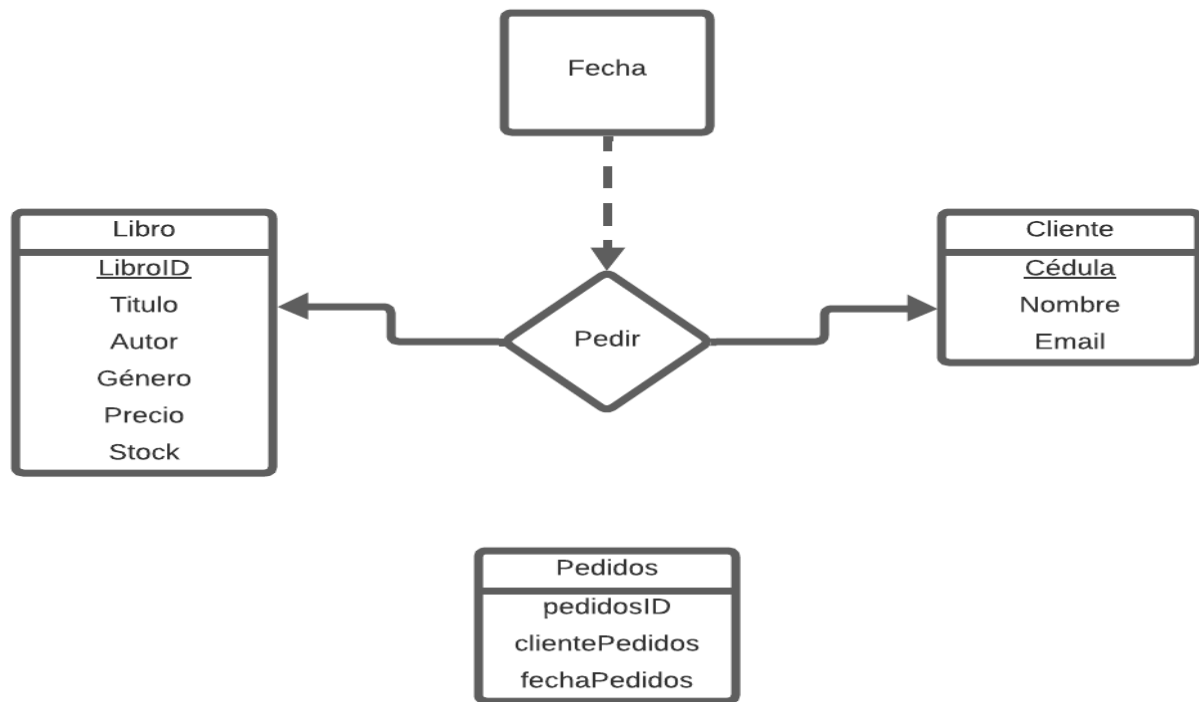 Fecha
Libro
LibroID
Titulo
Autor
Género
Precio
Stock
Pedir
Cliente
Cédula
Nombre
Email
Pedidos
pedidosID
clientePedidos
fechaPedidos